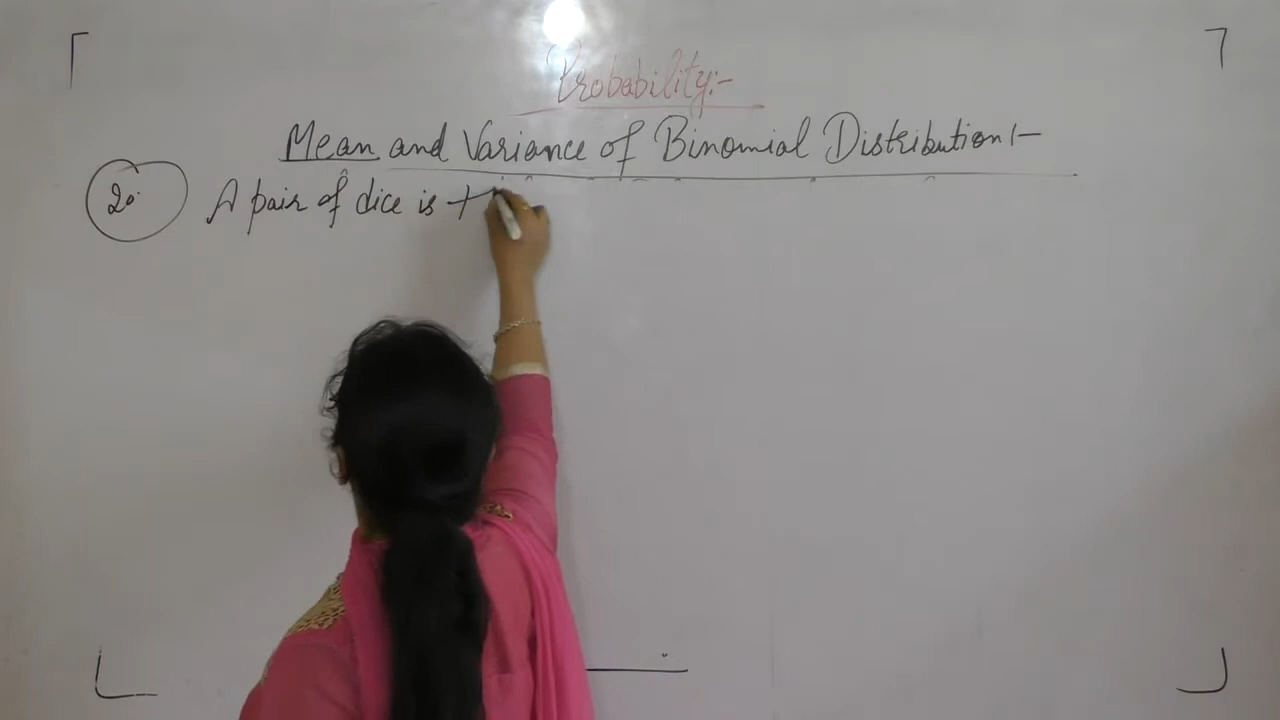 Probability:-
Mean and Variance of Binomial Distribution:-
20. A pair of dice is